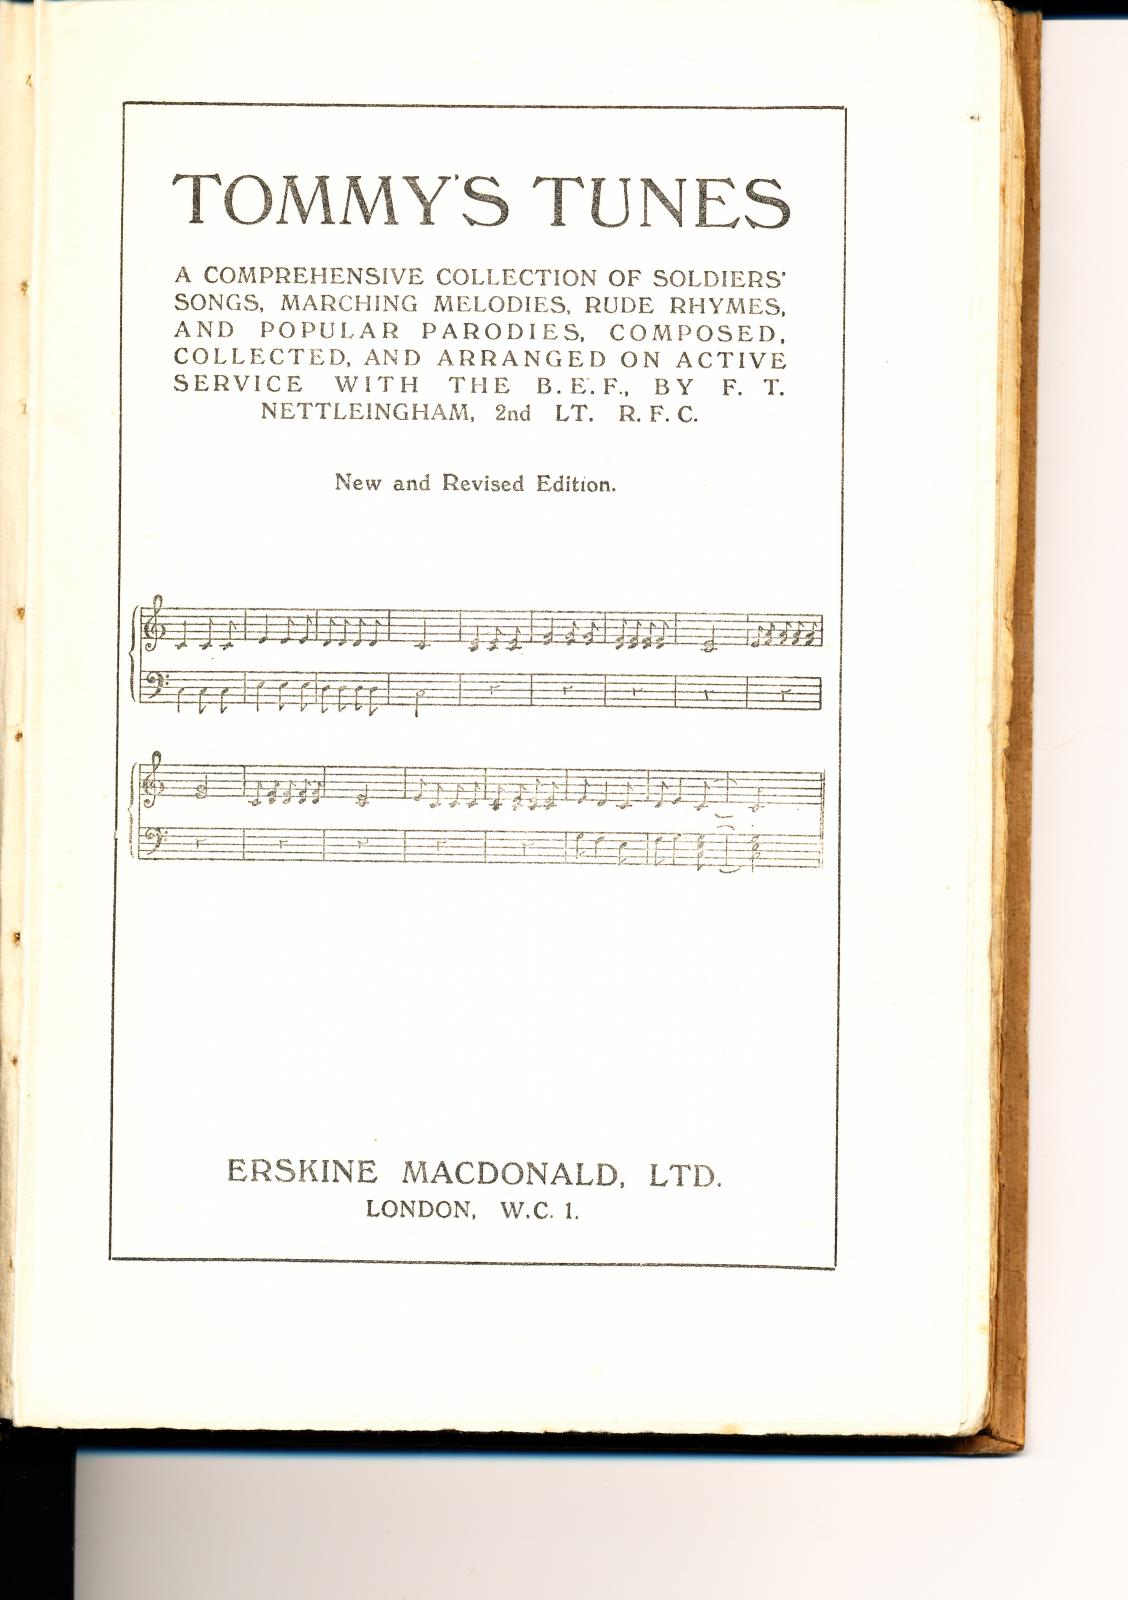 TOMMY'S TUNES
A COMPREHENSIVE COLLECTION OF SOLDIERS'
SONGS, MARCHING MELODIES, RUDE RHYMES,
AND POPULAR PARODIES, COMPOSED,
COLLECTED, AND ARRANGED ON ACTIVE
SERVICE WITH THE B. E. F., BY F. T.
NETTLEINGHAM, 2nd LT. R. F. C.
New and Revised Edition.
ERSKINE MACDONALD, LTD.
LONDON, W.C. 1.